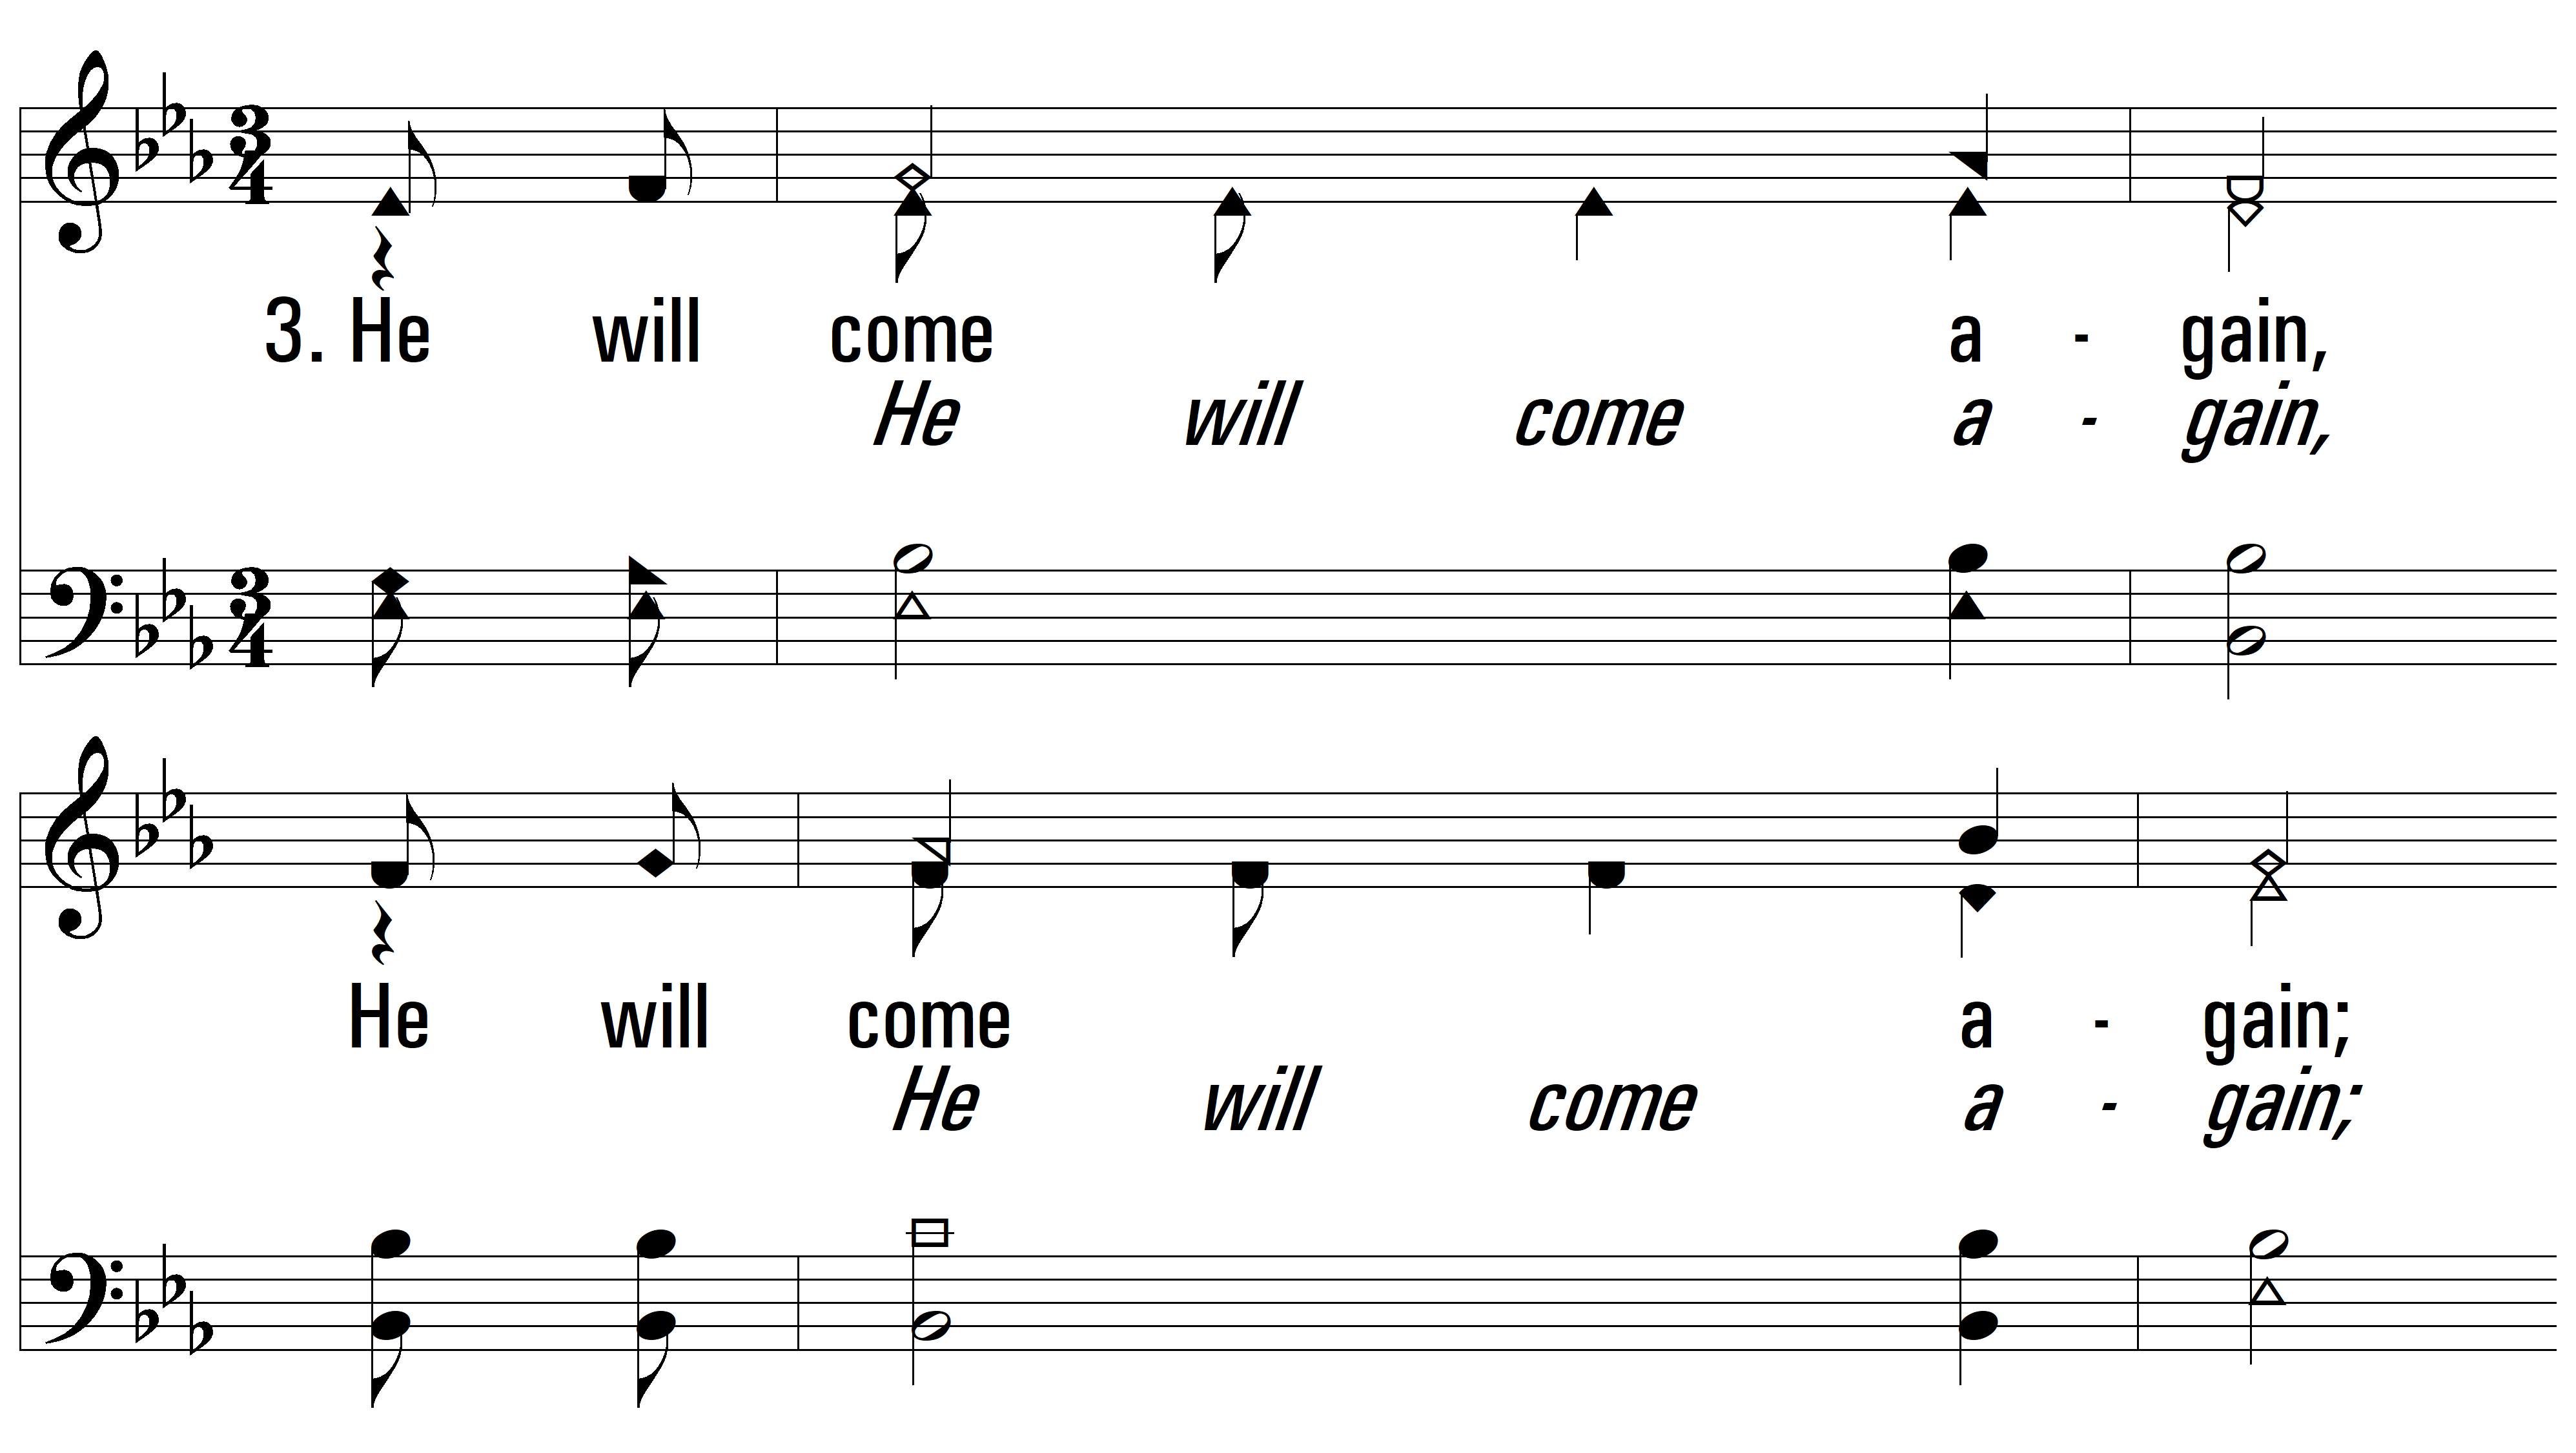 3. He will come a - gain,
He will come a - gain,
He will come a - gain;
He will come a - gain;